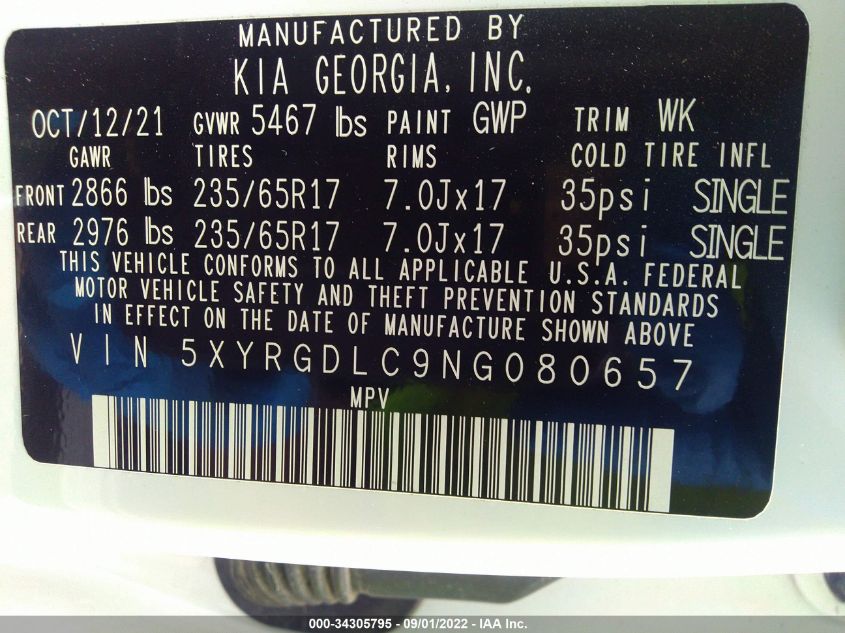 MANUFACTURED BY
KIA GEORGIA, INC.
OCT/12/21 GVWR 5467 lbs PAINT GWP TRIM WK
GAWR TIRES RIMS COLD TIRE INFL
FRONT 2866 lbs 235/65R17 7.0Jx17 35psi SINGLE
REAR 2976 lbs 235/65R17 7.0Jx17 35psi SINGLE
THIS VEHICLE CONFORMS TO ALL APPLICABLE U.S.A. FEDERAL
MOTOR VEHICLE SAFETY AND THEFT PREVENTION STANDARDS
IN EFFECT ON THE DATE OF MANUFACTURE SHOWN ABOVE
VIN 5XYRGDLC9NG080657
MPV
000-34305795 - 09/01/2022 - IAA Inc.